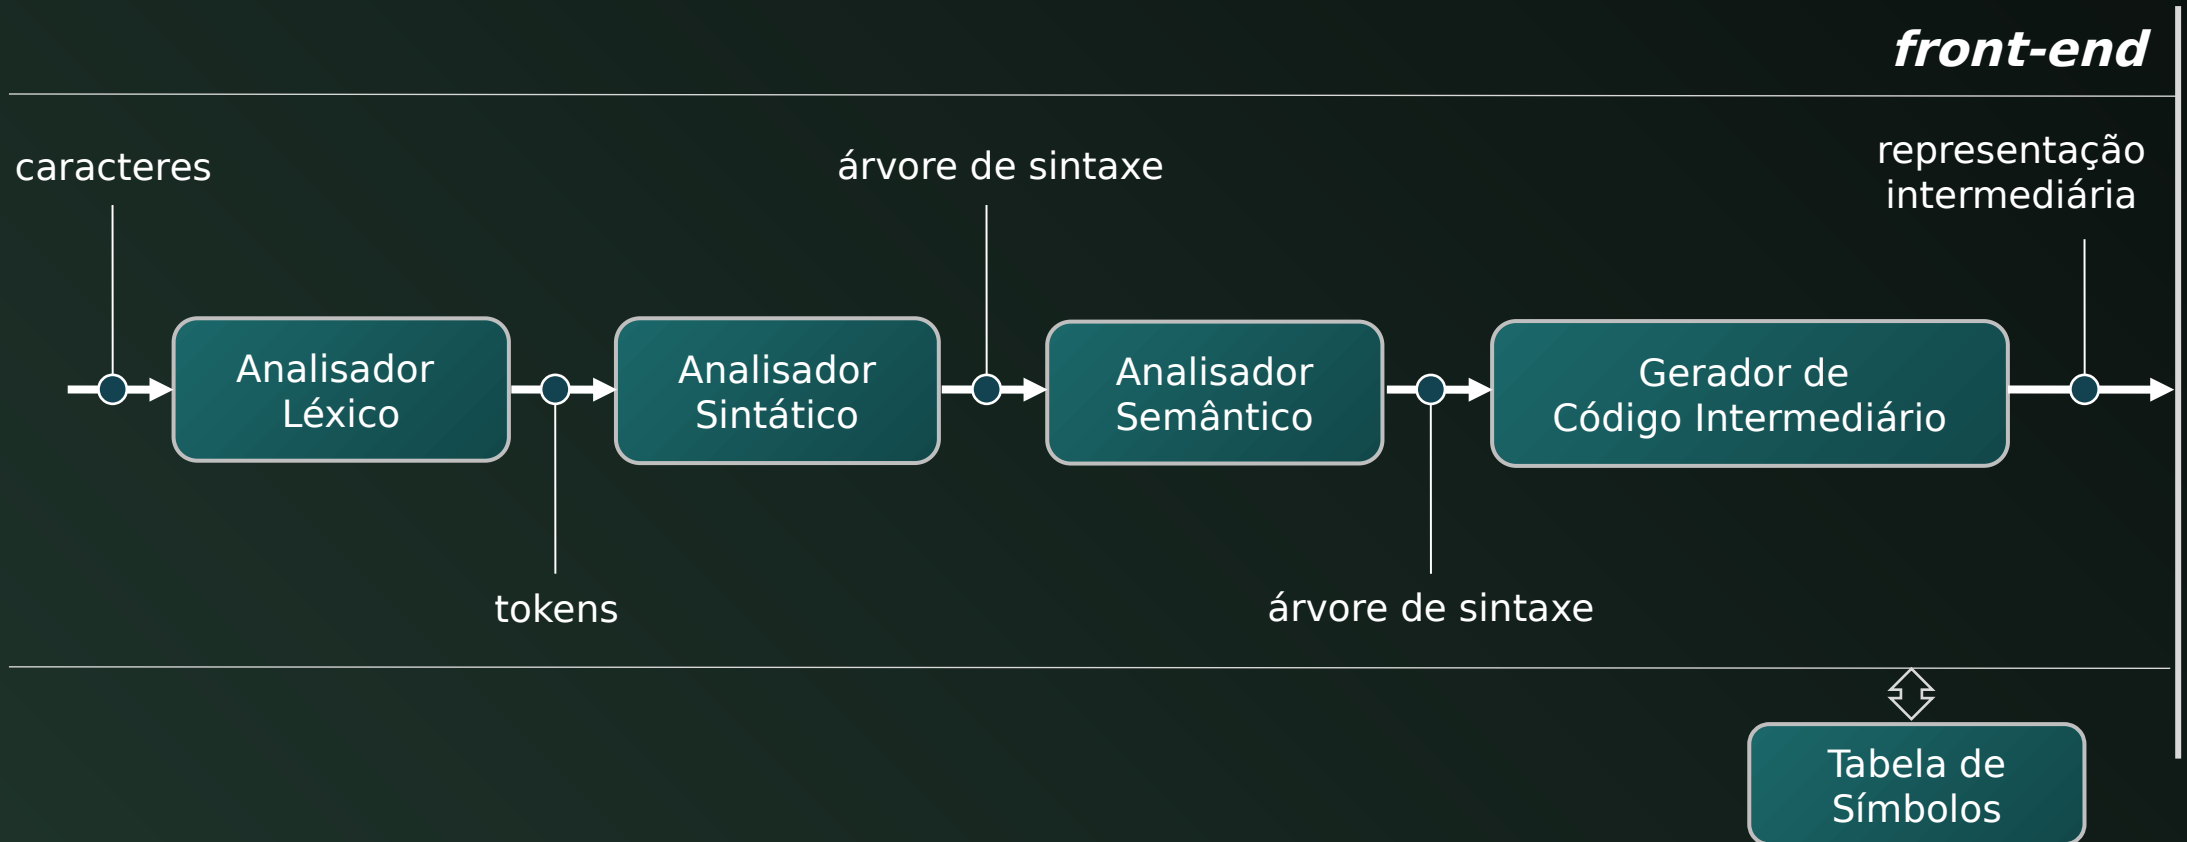 front-end
caracteres
árvore de sintaxe
representação
intermediária
Analisador
Léxico
Analisador
Sintático
Analisador
Semântico
Gerador de
Código Intermediário
tokens
árvore de sintaxe
Tabela de
Símbolos